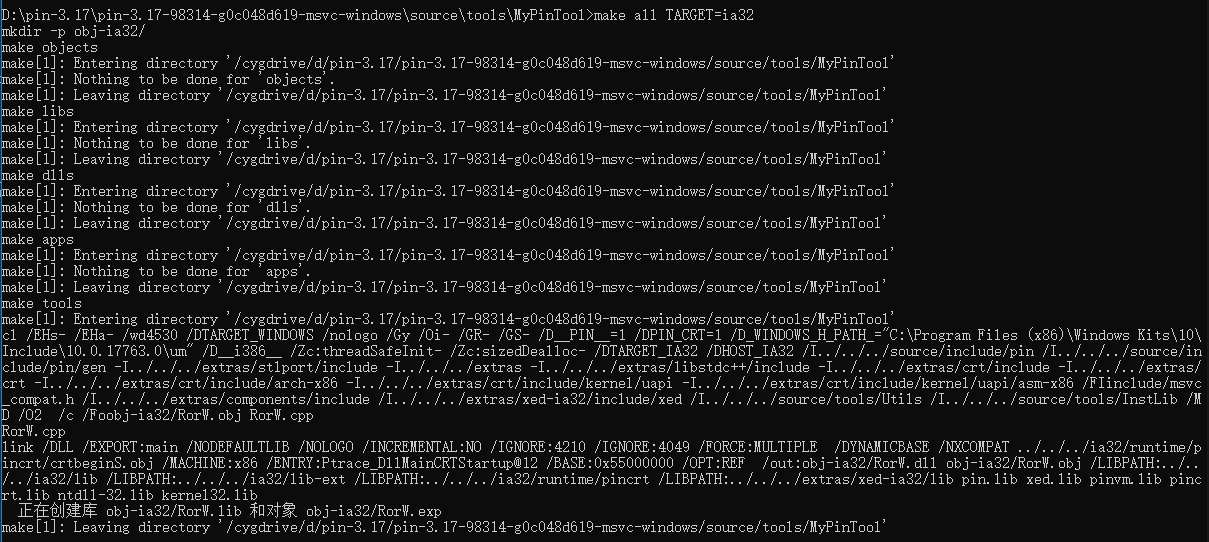 D:\pin-3.17\pin-3.17-98314-g0c048d619-msvc-windows\source\tools\MyPinTool>make all TARGET=ia32
mkdir -p obj-ia32/
make objects
make[1]: Entering directory '/cygdrive/d/pin-3.17/pin-3.17-98314-g0c048d619-msvc-windows/source/tools/MyPinTool'
make[1]: Nothing to be done for 'objects'.
make[1]: Leaving directory '/cygdrive/d/pin-3.17/pin-3.17-98314-g0c048d619-msvc-windows/source/tools/MyPinTool'
make libs
make[1]: Entering directory '/cygdrive/d/pin-3.17/pin-3.17-98314-g0c048d619-msvc-windows/source/tools/MyPinTool'
make[1]: Nothing to be done for 'libs'.
make[1]: Leaving directory '/cygdrive/d/pin-3.17/pin-3.17-98314-g0c048d619-msvc-windows/source/tools/MyPinTool'
make dlls
make[1]: Entering directory '/cygdrive/d/pin-3.17/pin-3.17-98314-g0c048d619-msvc-windows/source/tools/MyPinTool'
make[1]: Nothing to be done for 'dlls'.
make[1]: Leaving directory '/cygdrive/d/pin-3.17/pin-3.17-98314-g0c048d619-msvc-windows/source/tools/MyPinTool'
make apps
make[1]: Entering directory '/cygdrive/d/pin-3.17/pin-3.17-98314-g0c048d619-msvc-windows/source/tools/MyPinTool'
make[1]: Nothing to be done for 'apps'.
make[1]: Leaving directory '/cygdrive/d/pin-3.17/pin-3.17-98314-g0c048d619-msvc-windows/source/tools/MyPinTool'
make tools
make[1]: Entering directory '/cygdrive/d/pin-3.17/pin-3.17-98314-g0c048d619-msvc-windows/source/tools/MyPinTool'
cl /EHs- /EHa- /wd4530 /DTARGET_WINDOWS /nologo /Gy /Oi- /GR- /GS- /D__PIN__=1 /DPIN_CRT=1 /D_WINDOWS_H_PATH_="C:\Program Files (x86)\Windows Kits\10\
Include\10.0.17763.0\um" /D__i386__ /Zc:threadSafeInit- /Zc:sizedDealloc- /DTARGET_IA32 /DHOST_IA32 /I../../../source/include/pin /I../../../source/in
clude/pin/gen -I../../../extras/stlport/include -I../../../extras -I../../../extras/libstdc++/include -I../../../extras/crt/include -I../../../extras/
crt -I../../../extras/crt/include/arch-x86 -I../../../extras/crt/include/kernel/uapi -I../../../extras/crt/include/kernel/uapi/asm-x86 /FIinclude/msvc
_compat.h /I../../../extras/components/include /I../../../extras/xed-ia32/include/xed /I../../../source/tools/Utils /I../../../source/tools/InstLib /M
D /O2  /c /Foobj-ia32/RorW.obj RorW.cpp
RorW.cpp
link /DLL /EXPORT:main /NODEFAULTLIB /NOLOGO /INCREMENTAL:NO /IGNORE:4210 /IGNORE:4049 /FORCE:MULTIPLE  /DYNAMICBASE /NXCOMPAT ../../../ia32/runtime/p
incrt/crtbeginS.obj /MACHINE:x86 /ENTRY:Ptrace_DllMainCRTStartup@12 /BASE:0x55000000 /OPT:REF  /out:obj-ia32/RorW.dll obj-ia32/RorW.obj /LIBPATH:../..
/../ia32/lib /LIBPATH:../../../ia32/lib-ext /LIBPATH:../../../ia32/runtime/pincrt /LIBPATH:../../../extras/xed-ia32/lib pin.lib xed.lib pinvm.lib pinc
rt.lib ntdll-32.lib kernel32.lib
正在创建库 obj-ia32/RorW.lib 和对象 obj-ia32/RorW.exp
make[1]: Leaving directory '/cygdrive/d/pin-3.17/pin-3.17-98314-g0c048d619-msvc-windows/source/tools/MyPinTool'